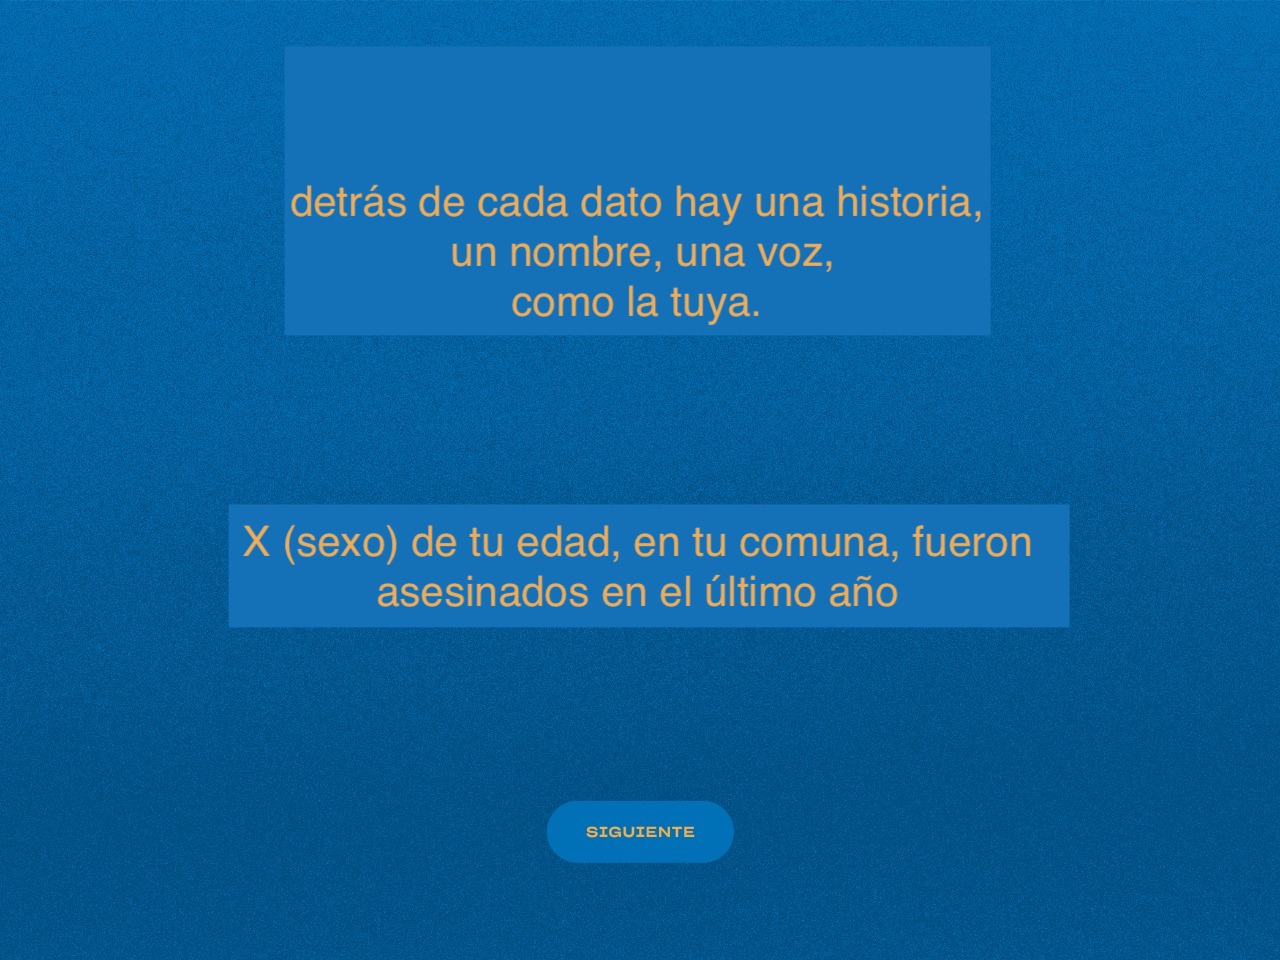 detrás de cada dato hay una historia,
un nombre, una voz,
como la tuya.
X (sexo) de tu edad, en tu comuna, fueron
asesinados en el último año
SIGUIENTE